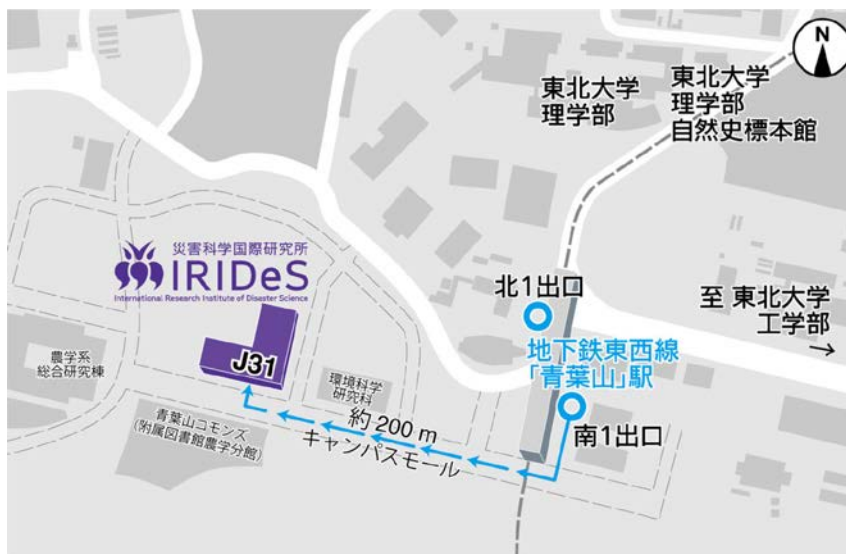 N
東北大学
理学部
東北大学
理学部
自然史標本館
災害科学国際研究所
IRIDeS
International Research Institute of Disaster Science
北1出口
至 東北大学
工学部
地下鉄東西線
「青葉山」駅
J31
農学系
総合研究棟
環境科学
研究科
約 200 m
南1出口
青葉山コモンズ
(附属図書館農学分館)
キャンパスモール